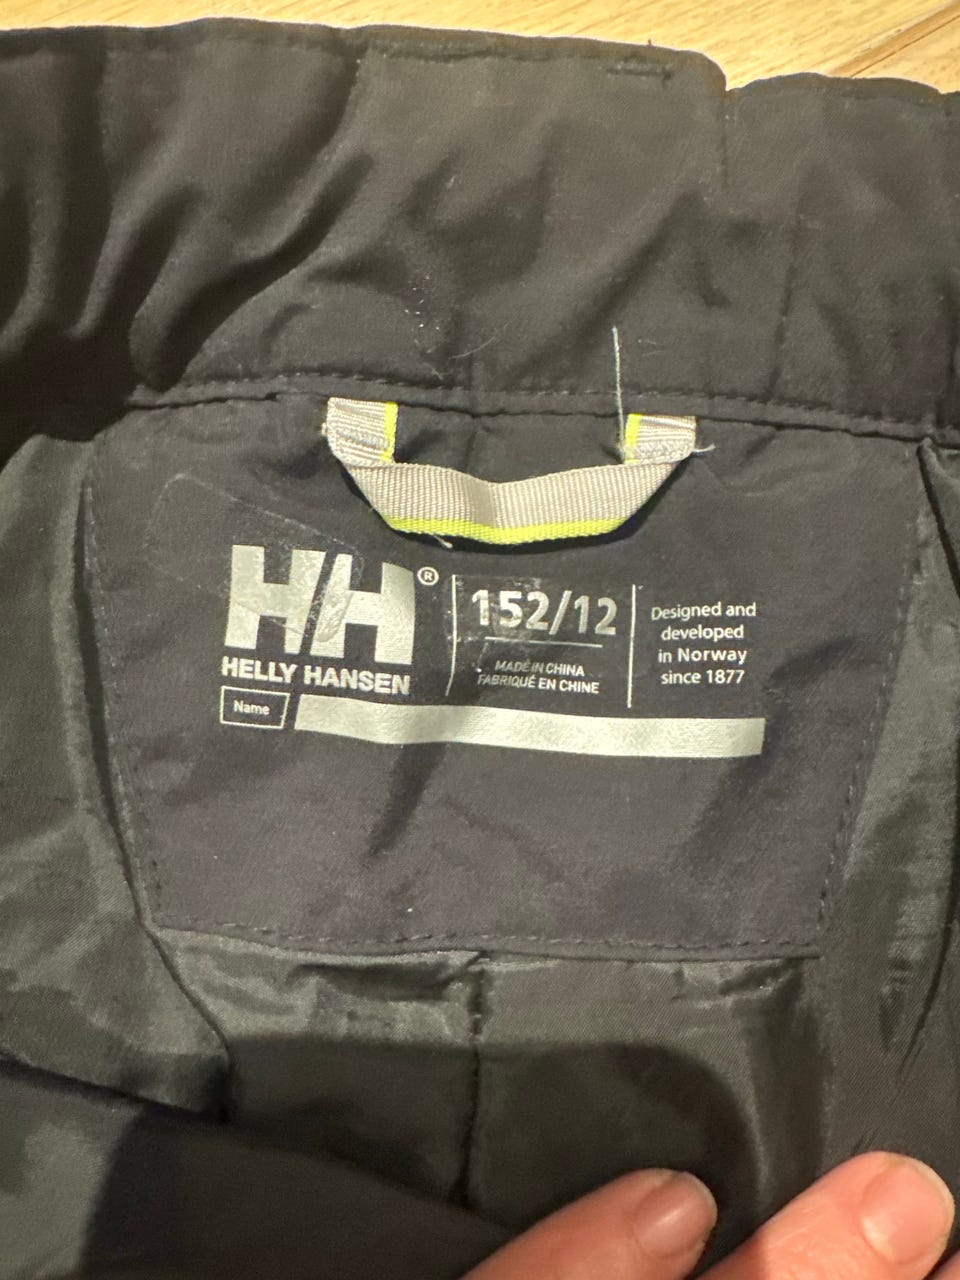 HH®
HELLY HANSEN
Name
152/12
MADE IN CHINA
FABRIQUÉ EN CHINE
Designed and
developed
in Norway
since 1877